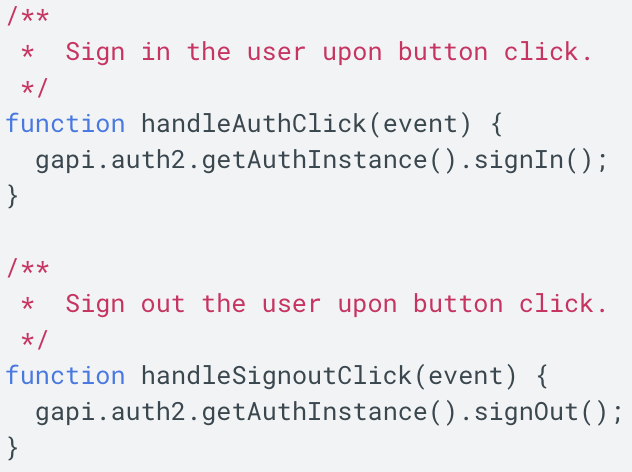 /**
 *  Sign in the user upon button click.
 */
function handleAuthClick(event) {
  gapi.auth2.getAuthInstance().signIn();
}

/**
 *  Sign out the user upon button click.
 */
function handleSignoutClick(event) {
  gapi.auth2.getAuthInstance().signOut();
}